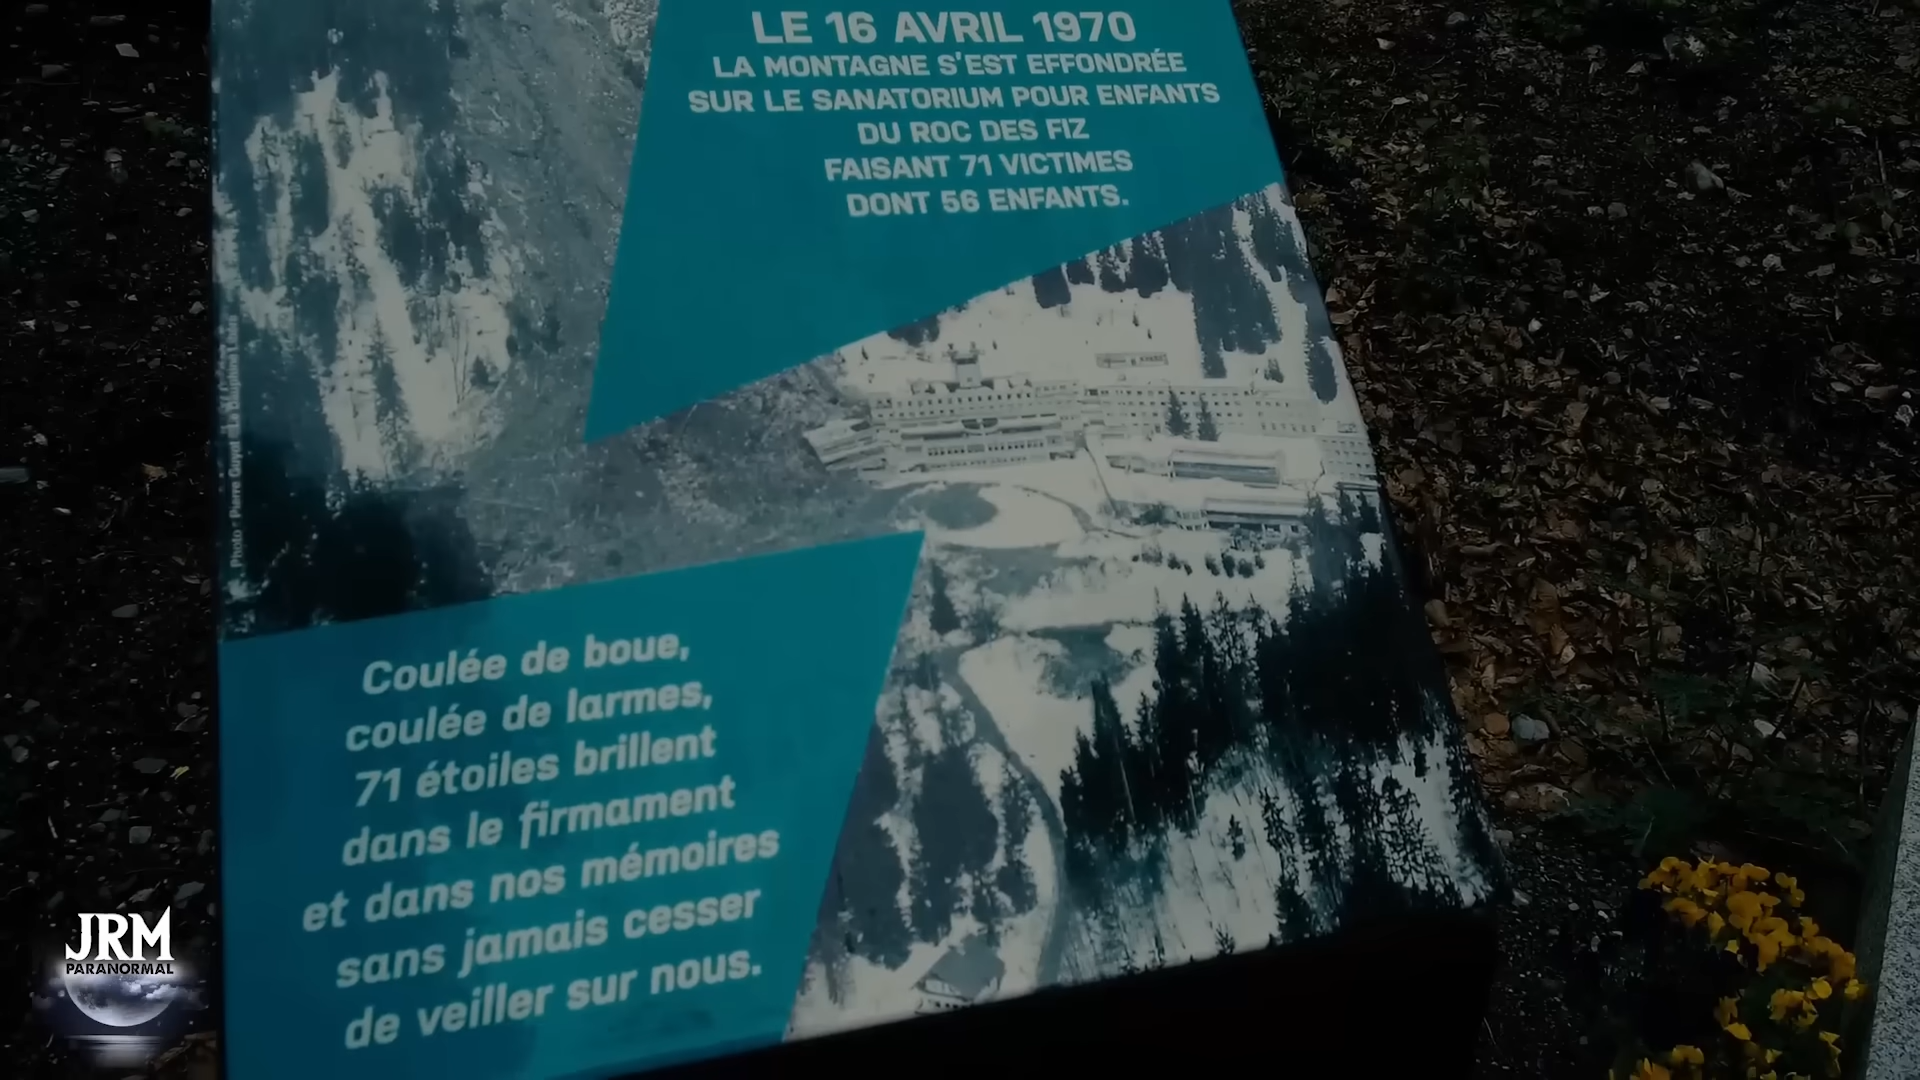 LE 16 AVRIL 1970
LA MONTAGNE S'EST EFFONDRÉE
SUR LE SANATORIUM POUR ENFANTS
DU ROC DES FIZ
FAISANT 71 VICTIMES
DONT 56 ENFANTS.
Coulée de boue,
coulée de larmes,
71 étoiles brillent
dans le firmament
et dans nos mémoires
sans jamais cesser
de veiller sur nous.
JRM
PARANORMAL